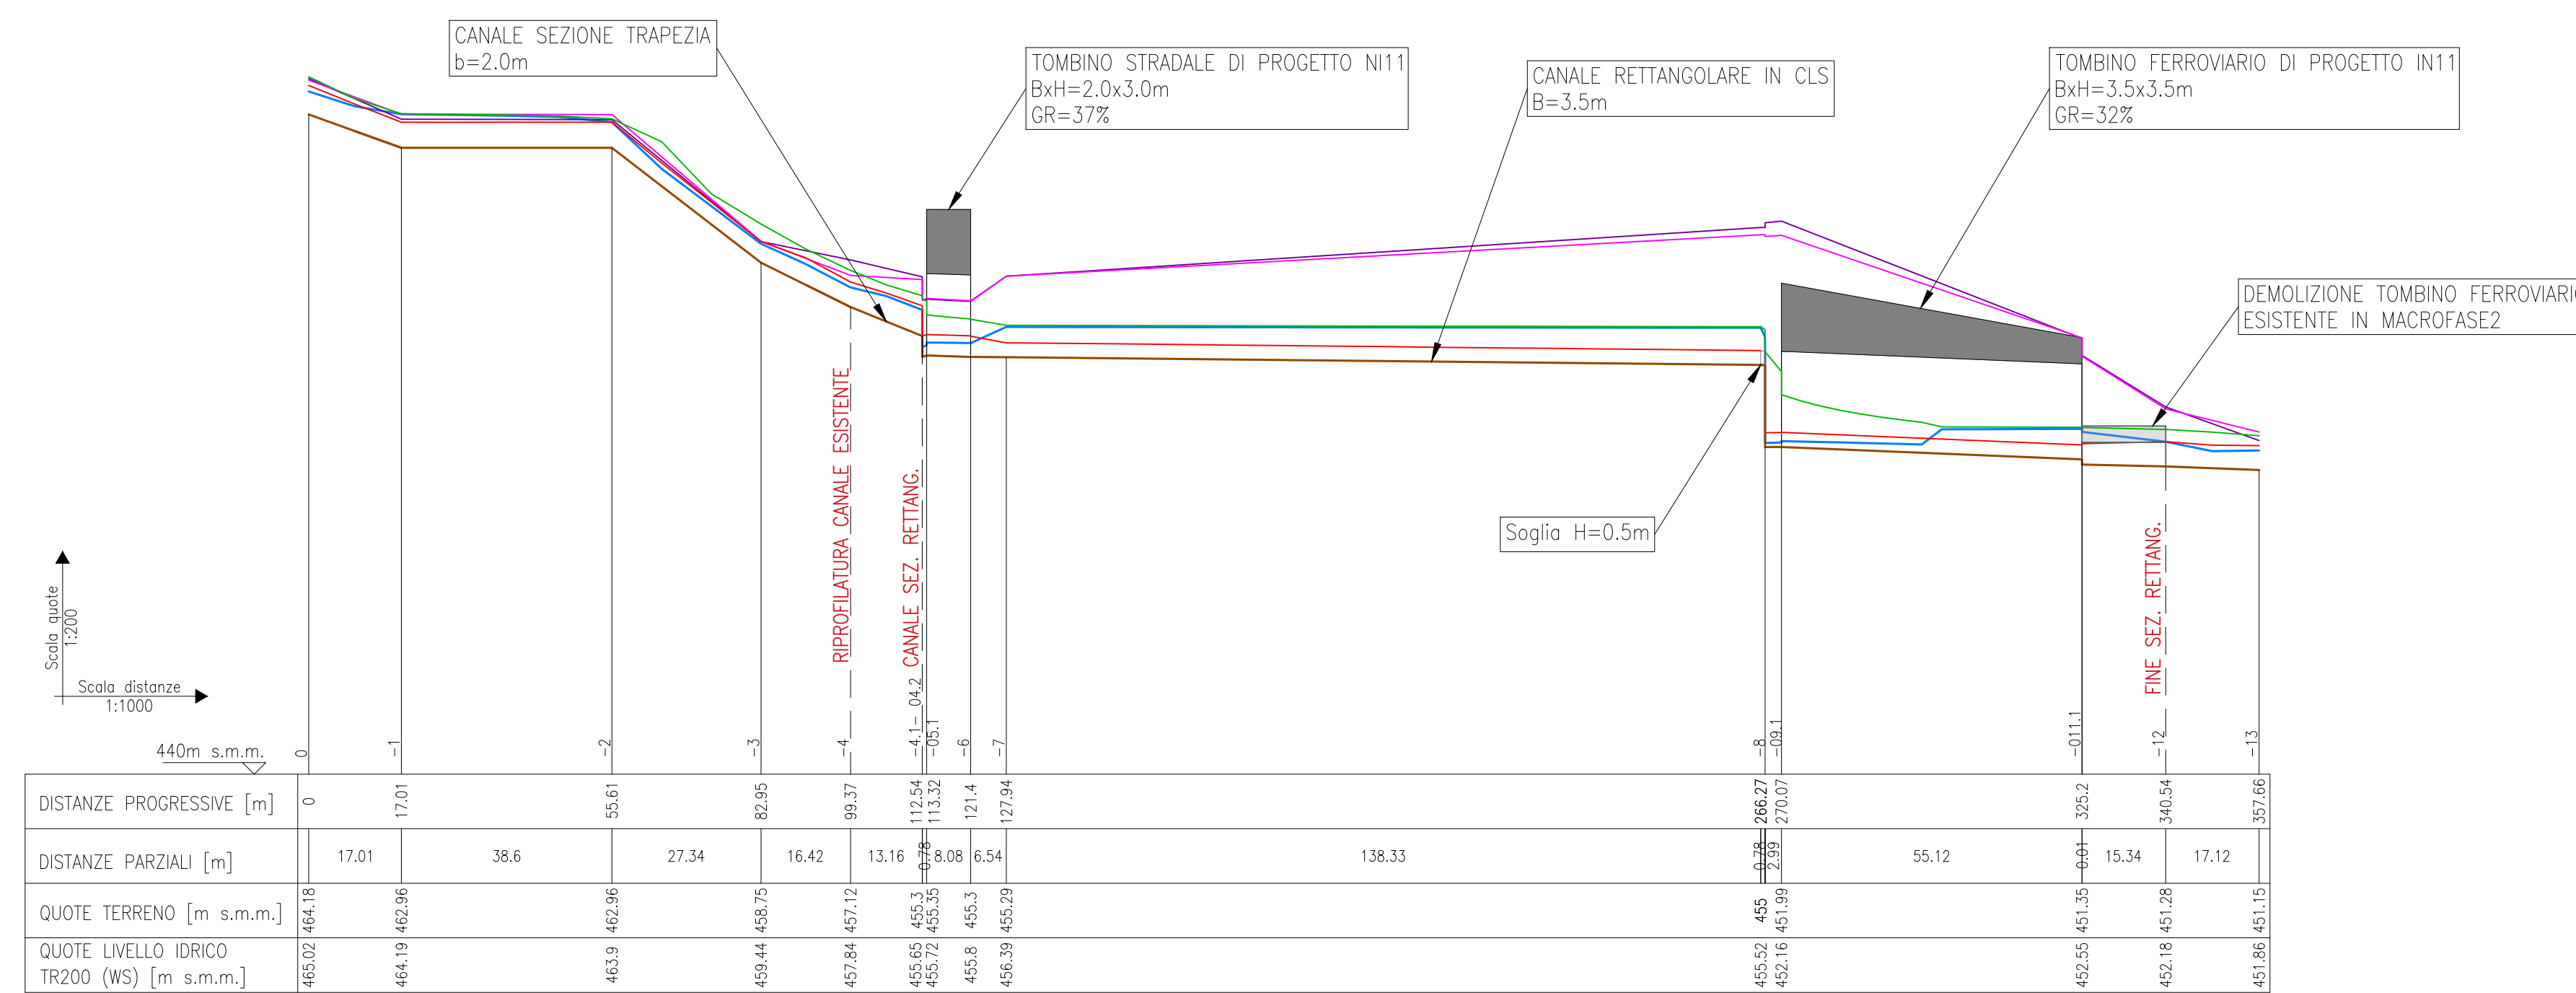 CANALE SEZIONE TRAPEZIA
b=2.0m
TOMBINO STRADALE DI PROGETTO NI11
BxH=2.0x3.0m
GR=37%
CANALE RETTANGOLARE IN CLS
B=3.5m
TOMBINO FERROVIARIO DI PROGETTO IN11
BxH=3.5x3.5m
GR=32%
DEMOLIZIONE TOMBINO FERROVIARIO
ESISTENTE IN MACROFASE2
Soglia H=0.5m
RIPROFILATURA CANALE ESISTENTE
CANALE SEZ. RETTANG.
FINE SEZ. RETTANG.
Scala quote
1:200
Scala distanze
1:1000
440m s.m.m.
0 -1 -2 -3 -4 -4.1- 04.2 -05.1 -6 -7 -8 -09.1 -011.1 -12 -13
DISTANZE PROGRESSIVE [m] 0 17.01 55.61 82.95 99.37 112.54 113.32 121.4 127.94 266.27 270.07 325.2 340.54 357.66
DISTANZE PARZIALI [m] 17.01 38.6 27.34 16.42 13.16 0.78 8.08 6.54 138.33 0.78 2.99 55.12 0.01 15.34 17.12
QUOTE TERRENO [m s.m.m.] 464.18 462.96 462.96 458.75 457.12 455.3 455.35 455.3 455.29 455 451.99 451.35 451.28 451.15
QUOTE LIVELLO IDRICO
TR200 (WS) [m s.m.m.] 465.02 464.19 463.9 459.44 457.84 455.65 455.72 455.8 456.39 455.52 452.16 452.55 452.18 451.86